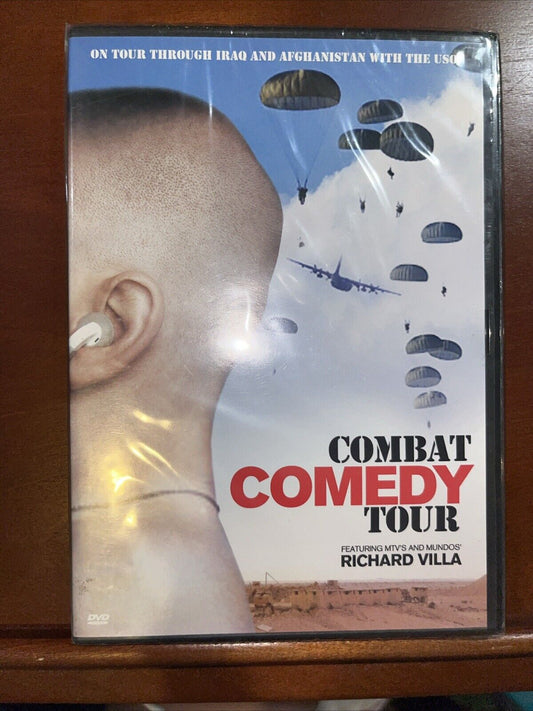 ON TOUR THROUGH IRAQ AND AFGHANISTAN WITH THE USO
COMBAT
COMEDY
TOUR
FEATURING MTV'S AND MUNDOS'
RICHARD VILLA
DVD